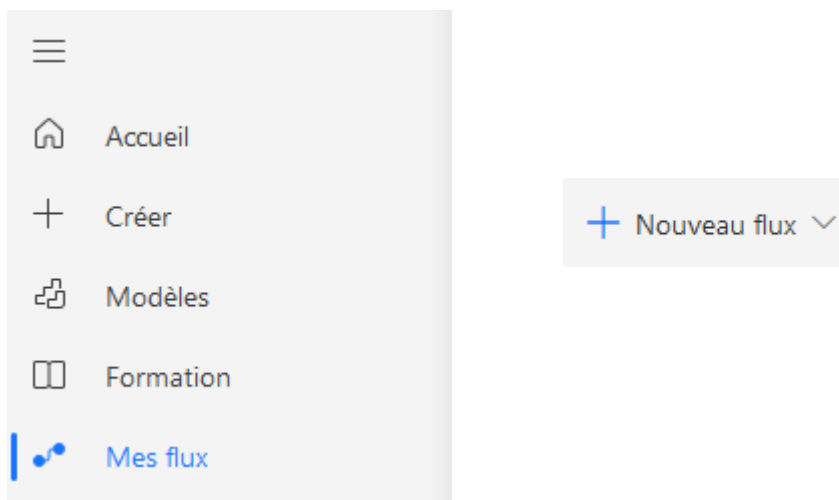 Accueil
Créer
Modèles
Formation
Mes flux
Nouveau flux